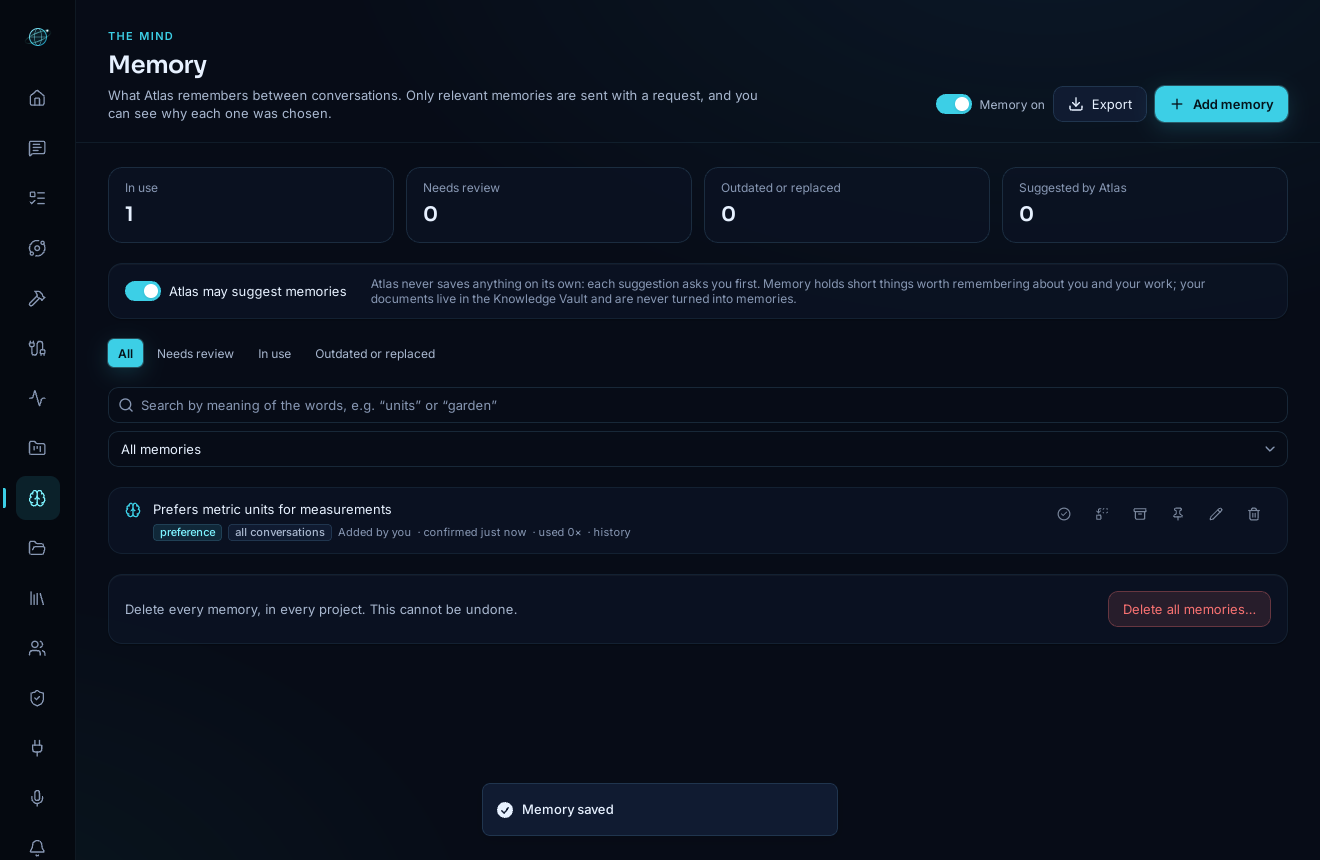 THE MIND
Memory
What Atlas remembers between conversations. Only relevant memories are sent with a request, and you
can see why each one was chosen.
Memory on
Export
Add memory
In use
1
Needs review
0
Outdated or replaced
0
Suggested by Atlas
0
Atlas may suggest memories
Atlas never saves anything on its own: each suggestion asks you first. Memory holds short things worth remembering about you and your work; your
documents live in the Knowledge Vault and are never turned into memories.
All
Needs review
In use
Outdated or replaced
Search by meaning of the words, e.g. “units” or “garden”
All memories
Prefers metric units for measurements
preference all conversations Added by you · confirmed just now · used 0× · history
Delete every memory, in every project. This cannot be undone.
Delete all memories…
Memory saved